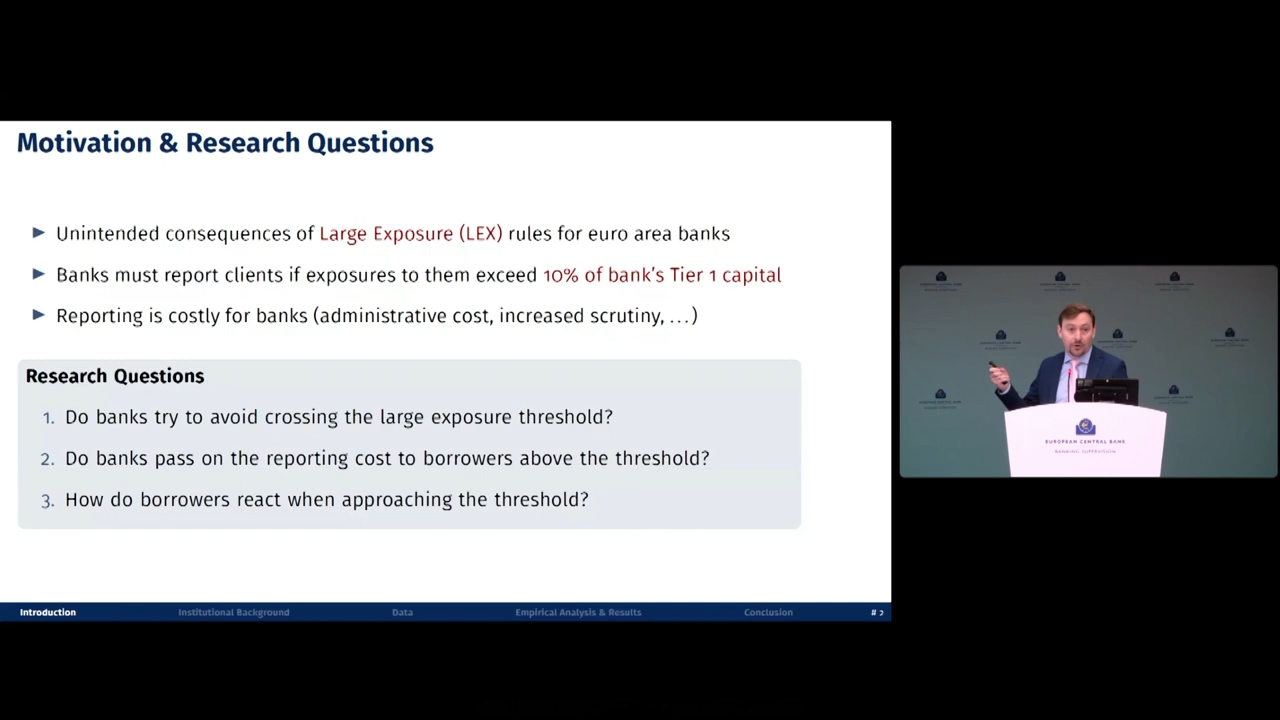 Motivation & Research Questions
Unintended consequences of Large Exposure (LEX) rules for euro area banks
Banks must report clients if exposures to them exceed 10% of bank's Tier 1 capital
Reporting is costly for banks (administrative cost, increased scrutiny, ...)
Research Questions
1. Do banks try to avoid crossing the large exposure threshold?
2. Do banks pass on the reporting cost to borrowers above the threshold?
3. How do borrowers react when approaching the threshold?
Introduction Institutional Background Data Empirical Analysis & Results Conclusion # 2
EUROPEAN CENTRAL BANK
BANKING SUPERVISION